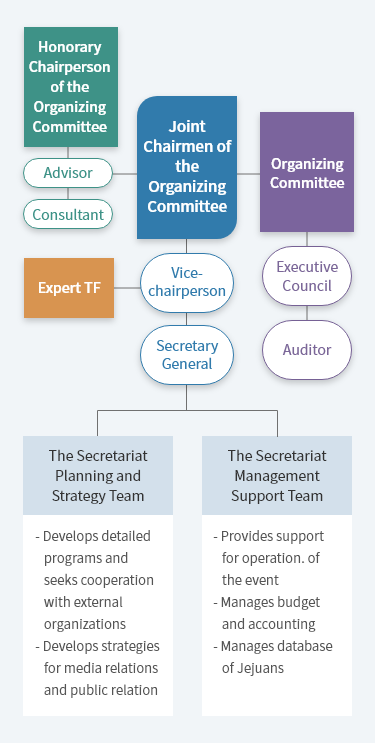 Honorary
Chairperson
of the
Organizing
Committee
Advisor
Consultant
Joint
Chairmen of
the
Organizing
Committee
Organizing
Committee
Expert TF
Vice-
chairperson
Executive
Council
Secretary
General
Auditor
The Secretariat
Planning and
Strategy Team
- Develops detailed
programs and
seeks cooperation
with external
organizations
- Develops strategies
for media relations
and public relation
The Secretariat
Management
Support Team
- Provides support
for operation. of
the event
- Manages budget
and accounting
- Manages database
of Jejuans